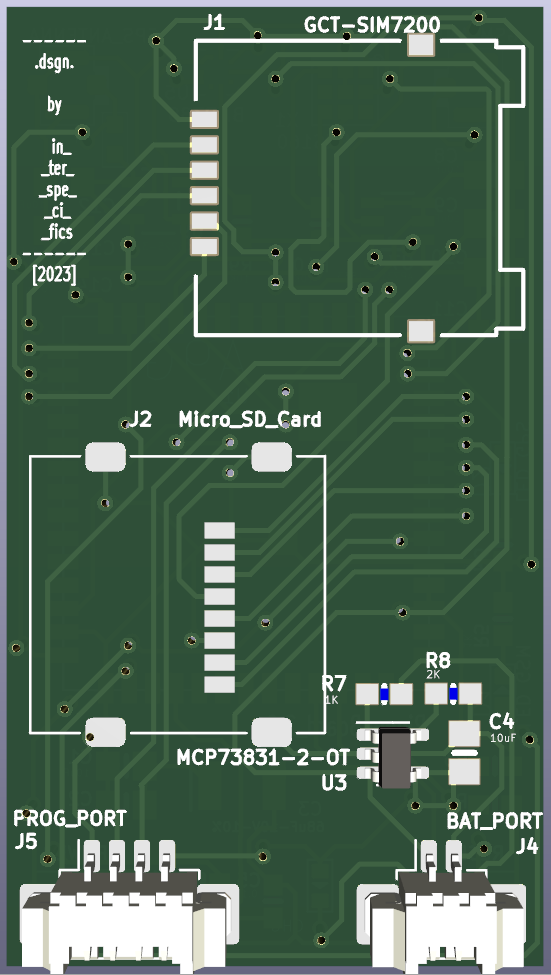 J1
GCT-SIM7200
.dsgn.
by
in_
_ter_
_spe_
_ci_
_fics
[2023]
J2 Micro_SD_Card
R8
2K
R7
1K
C4
10uF
MCP73831-2-OT
U3
PROG_PORT
J5
BAT_PORT
J4